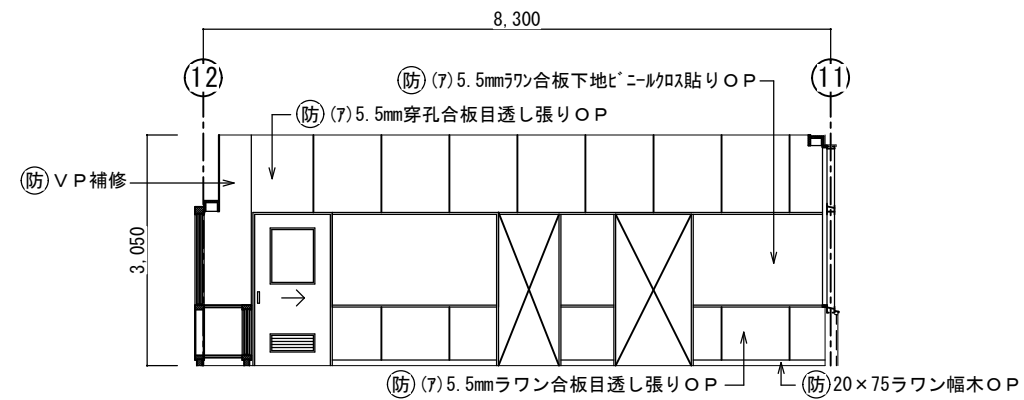 8,300
12
11
防 (ア)5.5mmラワン合板下地ビニールクロス貼りOP
防 (ア)5.5mm穿孔合板目透し張りOP
防 VP補修
3,050
防 (ア)5.5mmラワン合板目透し張りOP
防 20×75ラワン幅木OP